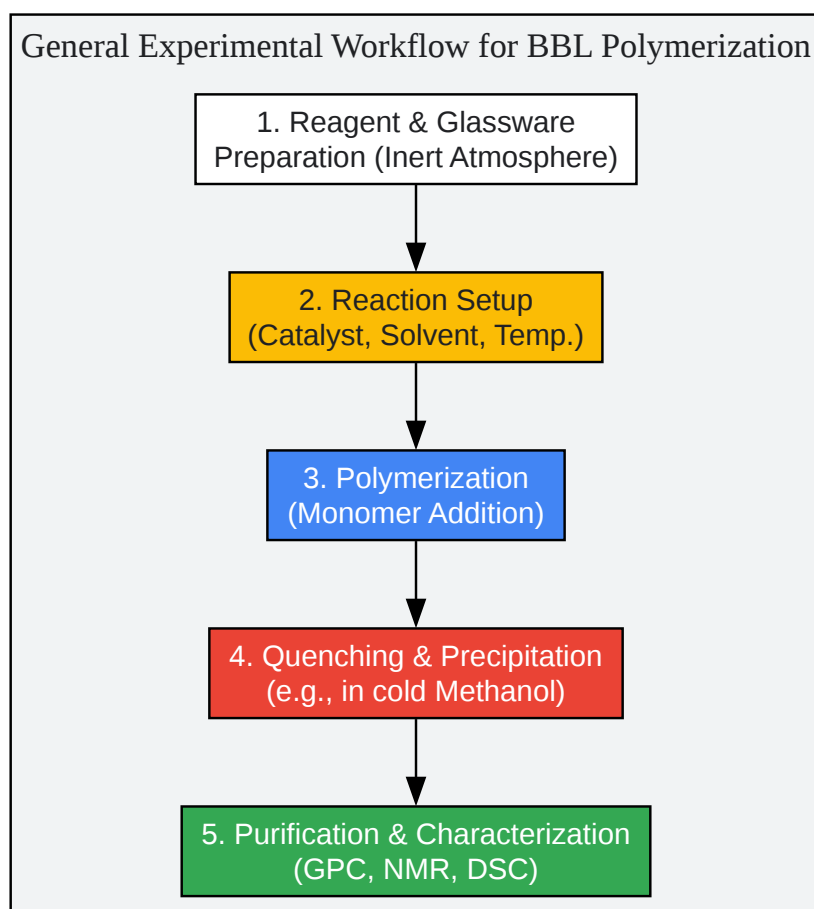 General Experimental Workflow for BBL Polymerization
1. Reagent & Glassware
Preparation (Inert Atmosphere)
2. Reaction Setup
(Catalyst, Solvent, Temp.)
3. Polymerization
(Monomer Addition)
4. Quenching & Precipitation
(e.g., in cold Methanol)
5. Purification & Characterization
(GPC, NMR, DSC)